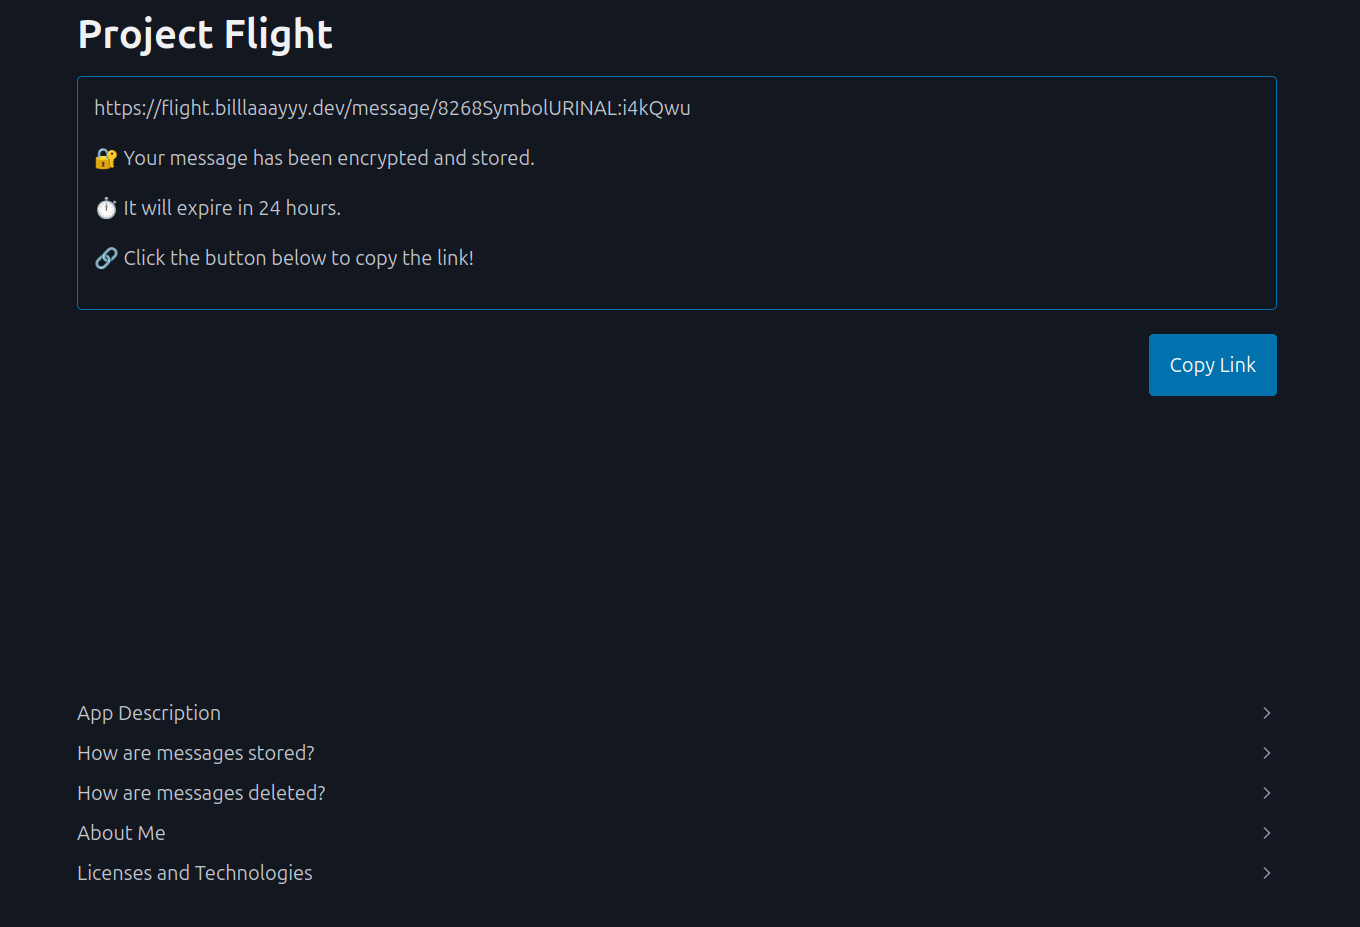 Project Flight
https://flight.billlaaayyy.dev/message/8268SymbolURINAL:i4kQwu
🔐 Your message has been encrypted and stored.
⏱️ It will expire in 24 hours.
🔗 Click the button below to copy the link!
Copy Link
App Description
How are messages stored?
How are messages deleted?
About Me
Licenses and Technologies